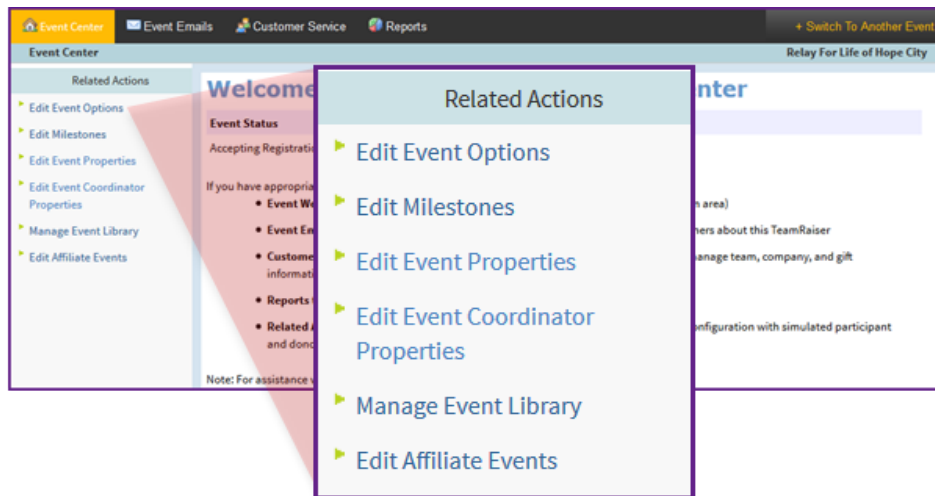 Event Center Event Emails Customer Service Reports + Switch To Another Event
Event Center Relay For Life of Hope City
Related Actions
Edit Event Options
Edit Milestones
Edit Event Properties
Edit Event Coordinator
Properties
Manage Event Library
Edit Affiliate Events
Welcome nter
Event Status
Accepting Registrati
If you have appropria
• Event We n area)
• Event En ners about this TeamRaiser
• Custome anage team, company, and gift
informati
• Reports
• Related A onfiguration with simulated participant
and dono
Note: For assistance
Related Actions
Edit Event Options
Edit Milestones
Edit Event Properties
Edit Event Coordinator
Properties
Manage Event Library
Edit Affiliate Events